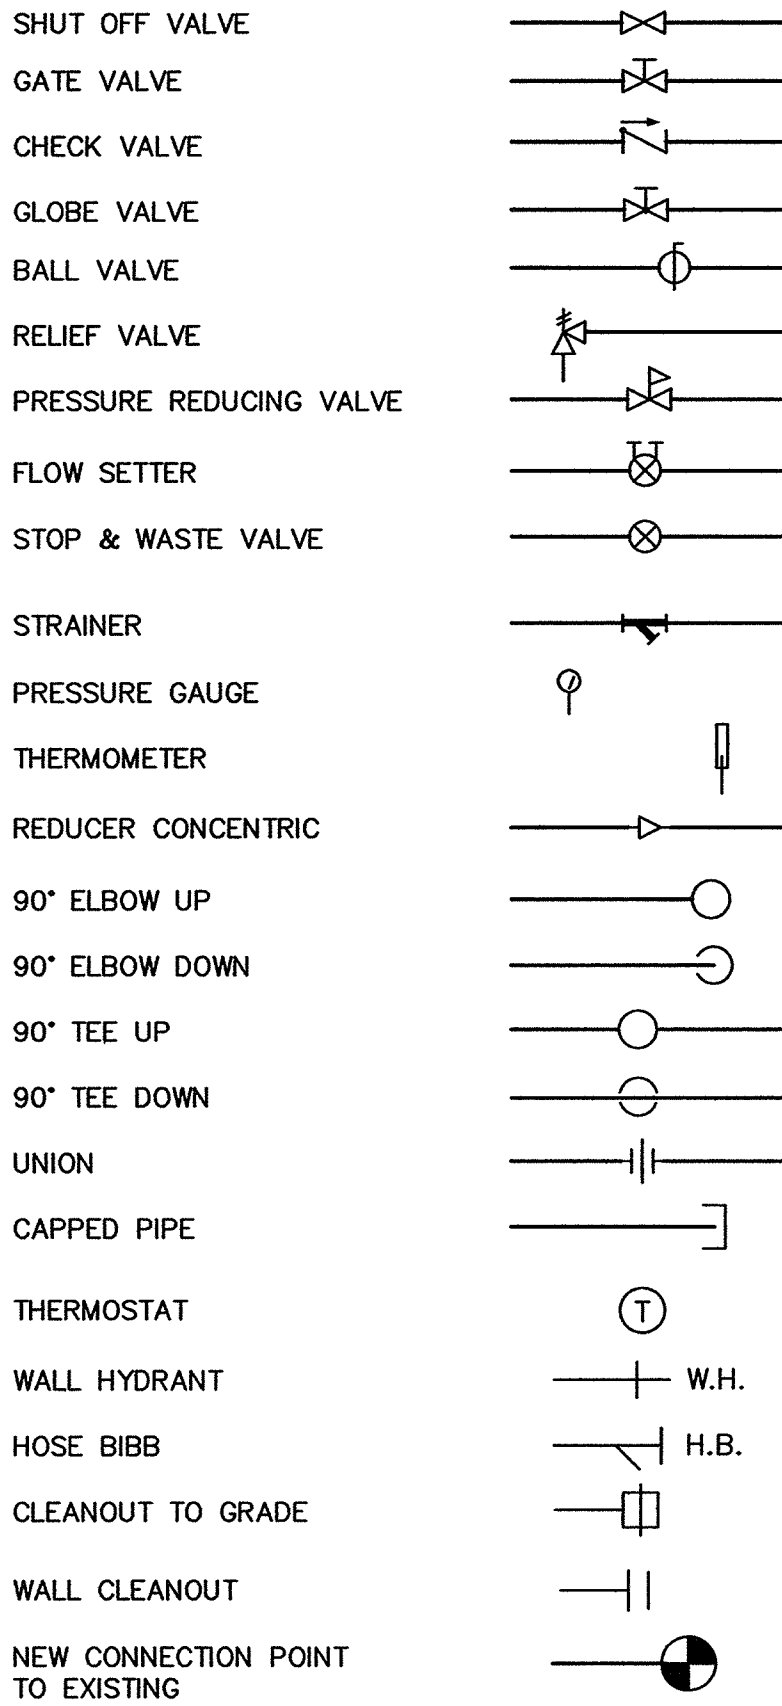 SHUT OFF VALVE
GATE VALVE
CHECK VALVE
GLOBE VALVE
BALL VALVE
RELIEF VALVE
PRESSURE REDUCING VALVE
FLOW SETTER
STOP & WASTE VALVE
STRAINER
PRESSURE GAUGE
THERMOMETER
REDUCER CONCENTRIC
90° ELBOW UP
90° ELBOW DOWN
90° TEE UP
90° TEE DOWN
UNION
CAPPED PIPE
THERMOSTAT T
WALL HYDRANT W.H.
HOSE BIBB H.B.
CLEANOUT TO GRADE
WALL CLEANOUT
NEW CONNECTION POINT
TO EXISTING